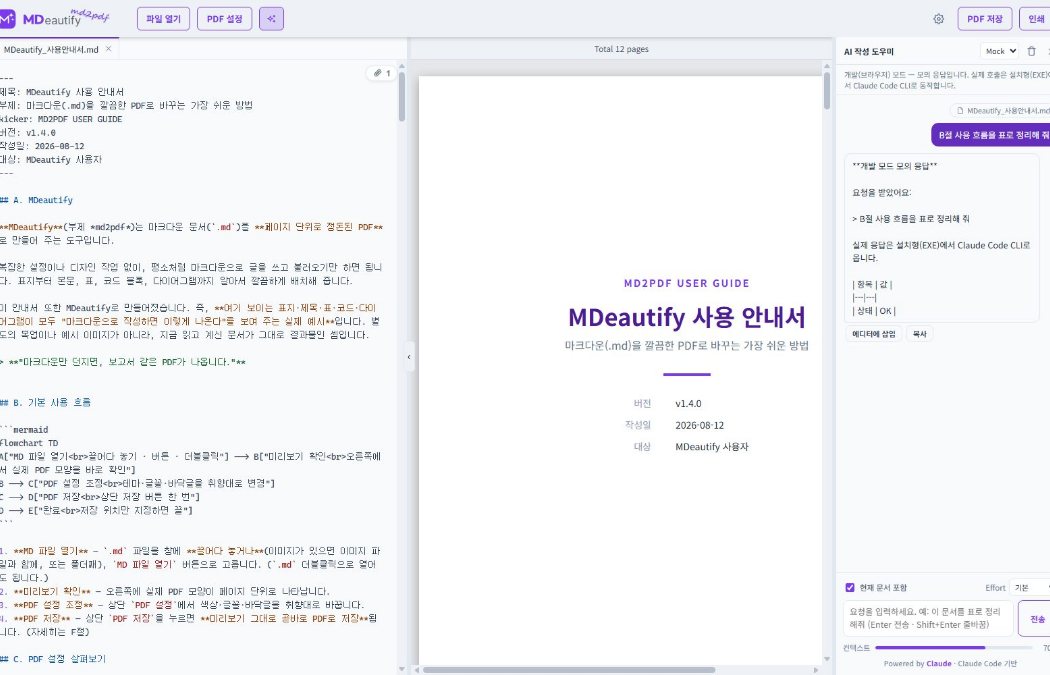 MDeautify md2pdf
파일 열기
PDF 설정
PDF 저장
인쇄
MDeautify_사용안내서.md ×
1
---
제목: MDeautify 사용 안내서
부제: 마크다운(.md)을 깔끔한 PDF로 바꾸는 가장 쉬운 방법
kicker: MD2PDF USER GUIDE
버전: v1.4.0
작성일: 2026-08-12
대상: MDeautify 사용자
---
## A. MDeautify
**MDeautify**(부제 *md2pdf*)는 마크다운 문서(`.md`)를 **페이지 단위로 정돈된 PDF**
로 만들어 주는 도구입니다.
복잡한 설정이나 디자인 작업 없이, 평소처럼 마크다운으로 글을 쓰고 불러오기만 하면 됩니
다. 표지부터 본문, 표, 코드 블록, 다이어그램까지 알아서 깔끔하게 배치해 줍니다.
이 안내서 또한 MDeautify로 만들어졌습니다. 즉, **여기 보이는 표지·제목·표·코드·다이
어그램이 모두 "마크다운으로 작성하면 이렇게 나온다"를 보여 주는 실제 예시**입니다. 별
도의 목업이나 예시 이미지가 아니라, 지금 읽고 계신 문서가 그대로 결과물인 셈입니다.
> **"마크다운만 던지면, 보고서 같은 PDF가 나옵니다."**
## B. 기본 사용 흐름
```mermaid
flowchart TD
A["MD 파일 열기<br>끌어다 놓기 · 버튼 · 더블클릭"] --> B["미리보기 확인<br>오른쪽에
서 실제 PDF 모양을 바로 확인"]
B --> C["PDF 설정 조정<br>테마·글꼴·바닥글을 취향대로 변경"]
C --> D["PDF 저장<br>상단 저장 버튼 한 번"]
D --> E["완료<br>저장 위치만 지정하면 끝"]
```
1. **MD 파일 열기** — `.md` 파일을 창에 **끌어다 놓거나**(이미지가 있으면 이미지 파
일과 함께, 또는 폴더째), `MD 파일 열기` 버튼으로 고릅니다. (`.md` 더블클릭으로 열어
도 됩니다.)
2. **미리보기 확인** — 오른쪽에 실제 PDF 모양이 페이지 단위로 나타납니다.
3. **PDF 설정 조정** — 상단 `PDF 설정`에서 색상·글꼴·바닥글을 취향대로 바꿉니다.
4. **PDF 저장** — 상단 `PDF 저장`을 누르면 **미리보기 그대로 곧바로 PDF로 저장**됩
니다. (자세히는 F절)
## C. PDF 설정 살펴보기
Total 12 pages
MD2PDF USER GUIDE
MDeautify 사용 안내서
마크다운(.md)을 깔끔한 PDF로 바꾸는 가장 쉬운 방법
버전 v1.4.0
작성일 2026-08-12
대상 MDeautify 사용자
AI 작성 도우미
Mock
개발(브라우저) 모드 — 모의 응답입니다. 실제 호출은 설치형(EXE)에
서 Claude Code CLI로 동작합니다.
MDeautify_사용안내서.md
B절 사용 흐름을 표로 정리해 줘
**개발 모드 모의 응답**
요청을 받았어요:
> B절 사용 흐름을 표로 정리해 줘
실제 응답은 설치형(EXE)에서 Claude Code CLI로
옵니다.
| 항목 | 값 |
|---|---|
| 상태 | OK |
에디터에 삽입
복사
현재 문서 포함
Effort
기본
요청을 입력하세요. 예: 이 문서를 표로 정리
해줘 (Enter 전송 · Shift+Enter 줄바꿈)
전송
컨텍스트
Powered by Claude · Claude Code 기반